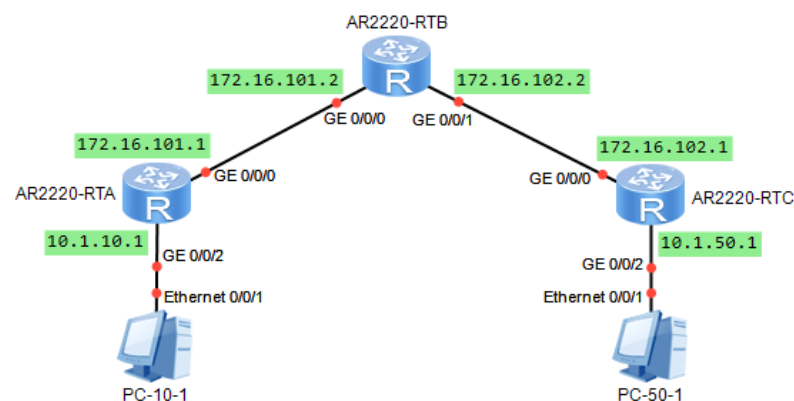 AR2220-RTB
172.16.101.2
172.16.102.2
R
GE 0/0/0
GE 0/0/1
172.16.101.1
172.16.102.1
GE 0/0/0
GE 0/0/0
AR2220-RTA
R
R
AR2220-RTC
10.1.10.1
10.1.50.1
GE 0/0/2
GE 0/0/2
Ethernet 0/0/1
Ethernet 0/0/1
PC-10-1
PC-50-1